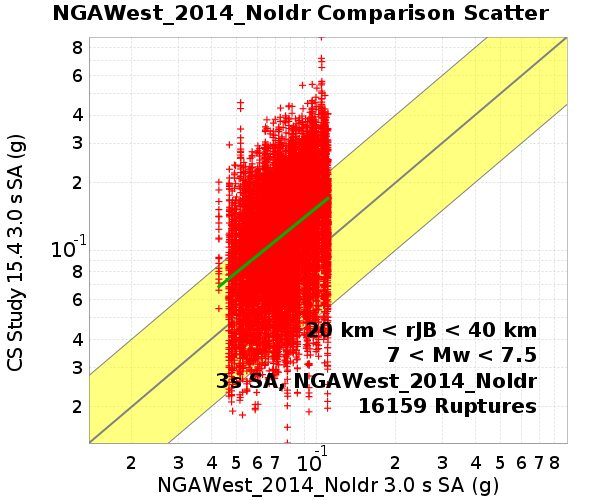 NGAWest_2014_NoIdr Comparison Scatter
8
6
4
3
2
10-1
8
6
4
3
2
CS Study 15.4 3.0 s SA (g)
20 km < rJB < 40 km
7 < Mw < 7.5
3s SA, NGAWest_2014_NoIdr
16159 Ruptures
2 3 4 5 6 7 10-1 2 3 4 5 6 7 8
NGAWest_2014_NoIdr 3.0 s SA (g)